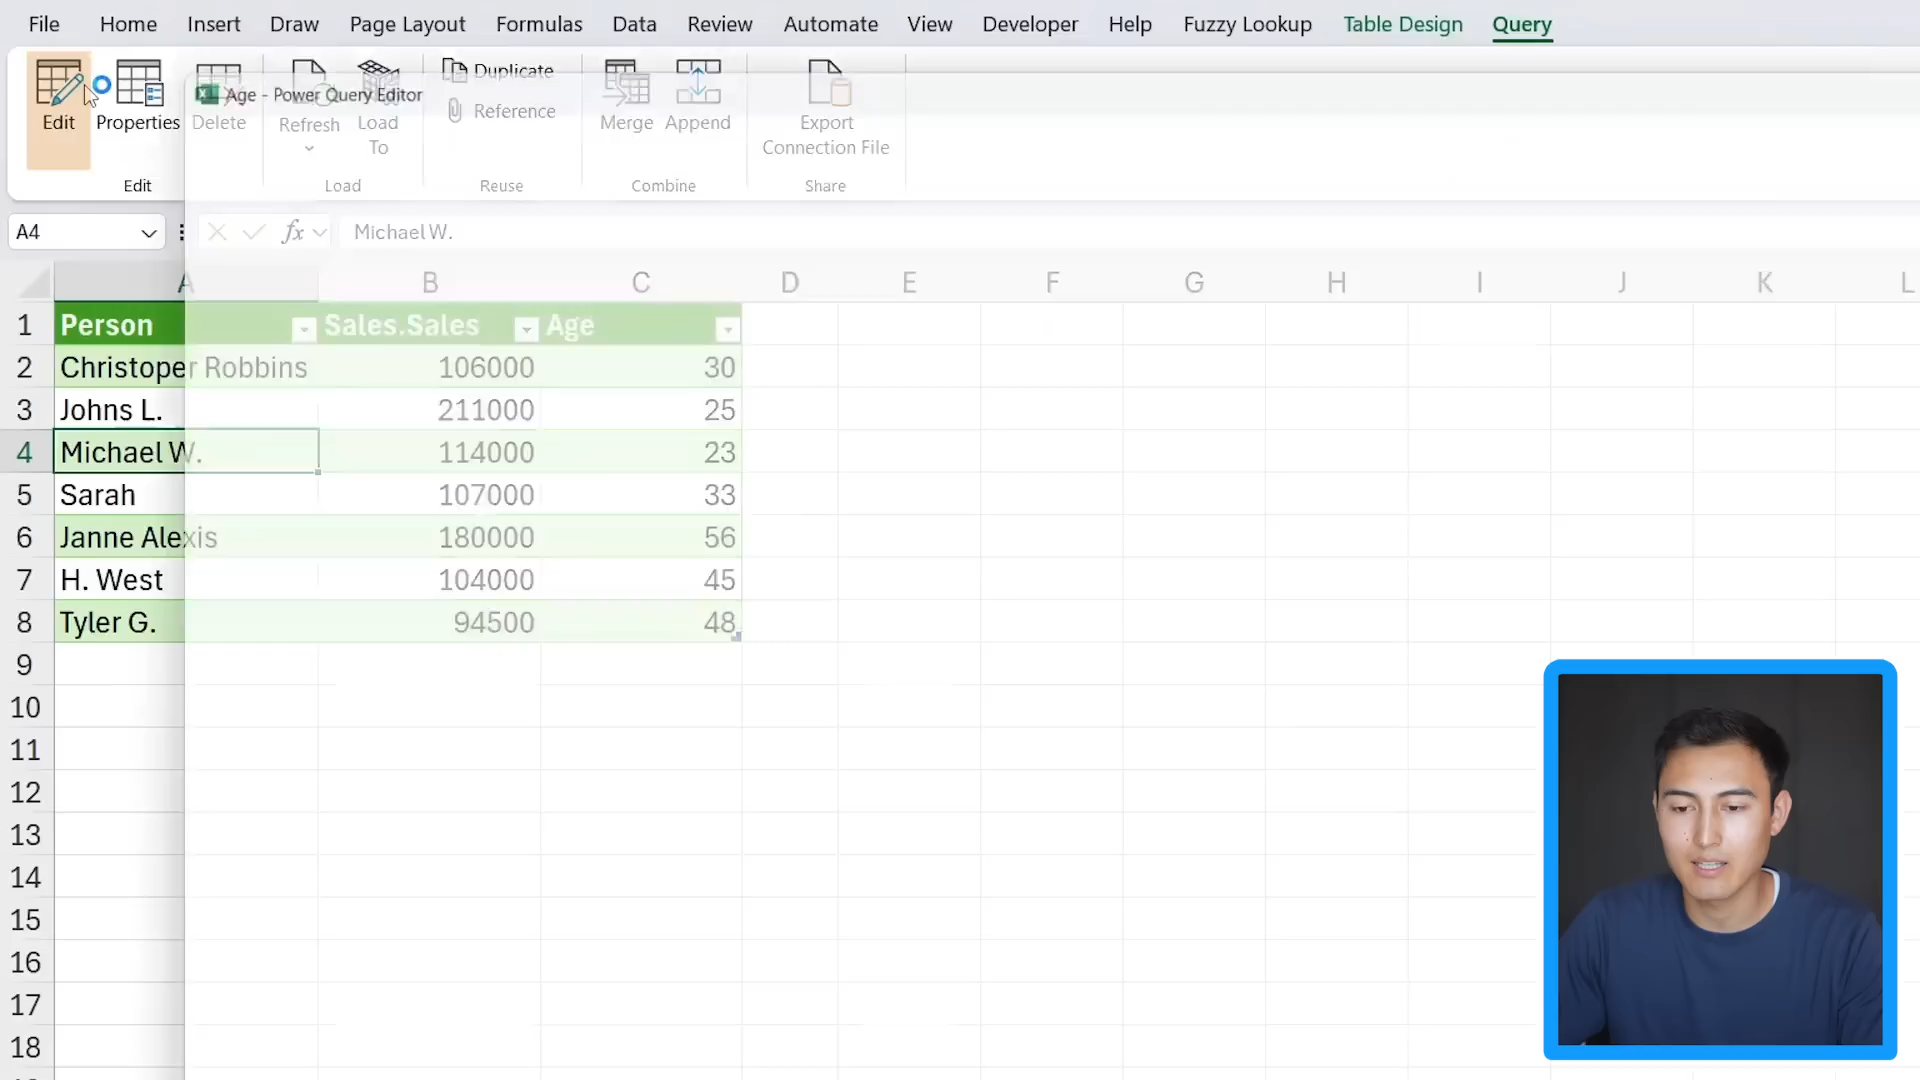 File Home Insert Draw Page Layout Formulas Data Review Automate View Developer Help Fuzzy Lookup Table Design Query
Edit Properties Delete Refresh Load To Duplicate Reference Merge Append Export Connection File
Age - Power Query Editor
Edit Load Reuse Combine Share
A4 fx Michael W.
A B C D E F G H I J K L
1 Person Sales.Sales Age
2 Christoper Robbins 106000 30
3 Johns L. 211000 25
4 Michael W. 114000 23
5 Sarah 107000 33
6 Janne Alexis 180000 56
7 H. West 104000 45
8 Tyler G. 94500 48
9
10
11
12
13
14
15
16
17
18